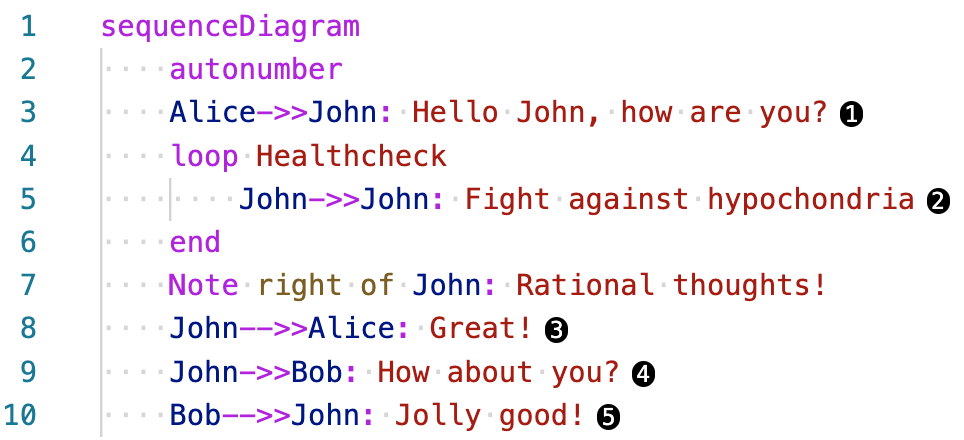 1 sequenceDiagram
2 autonumber
3 Alice->>John: Hello John, how are you? ❶
4 loop Healthcheck
5 John->>John: Fight against hypochondria ❷
6 end
7 Note right of John: Rational thoughts!
8 John-->>Alice: Great! ❸
9 John->>Bob: How about you? ❹
10 Bob-->>John: Jolly good! ❺